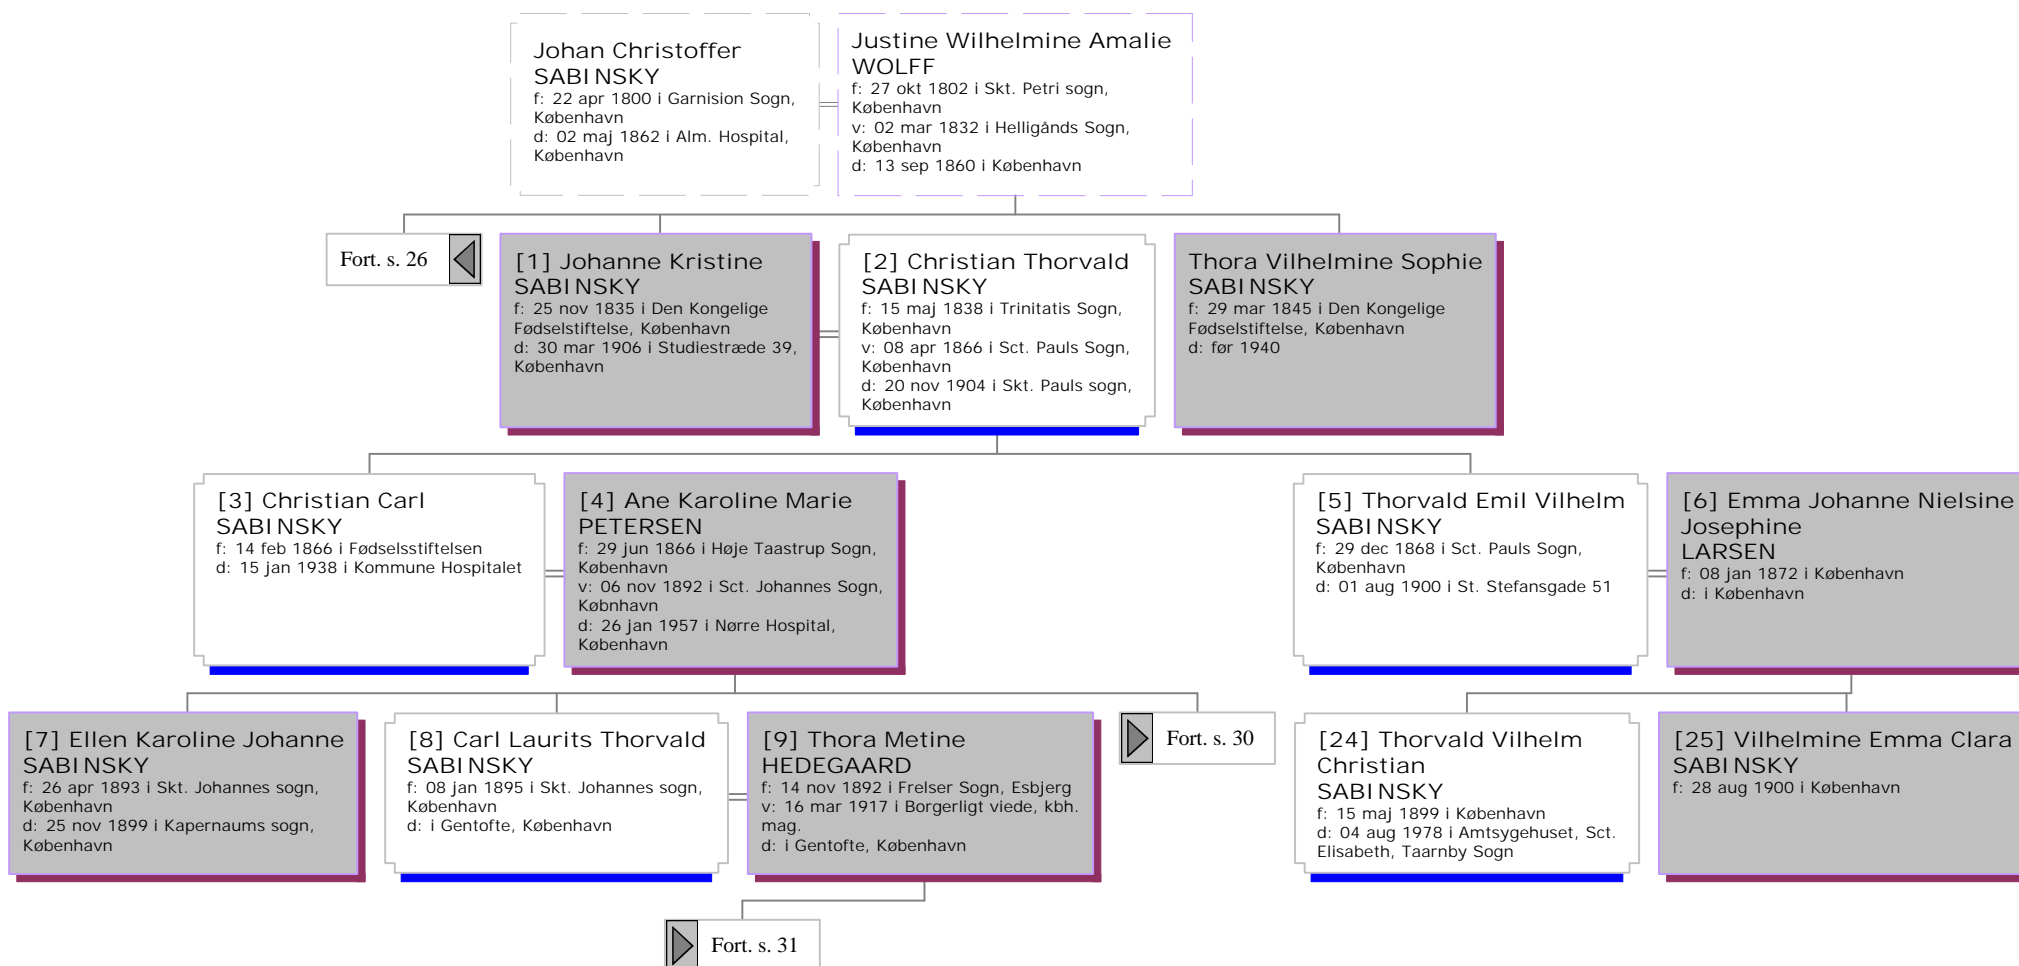 Johan Christoffer
SABINSKY
f: 22 apr 1800 i Garnision Sogn,
København
d: 02 maj 1862 i Alm. Hospital,
København
Justine Wilhelmine Amalie
WOLFF
f: 27 okt 1802 i Skt. Petri sogn,
København
v: 02 mar 1832 i Helligånds Sogn,
København
d: 13 sep 1860 i København
Fort. s. 26
[1] Johanne Kristine
SABINSKY
f: 25 nov 1835 i Den Kongelige
Fødselstiftelse, København
d: 30 mar 1906 i Studiestræde 39,
København
[2] Christian Thorvald
SABINSKY
f: 15 maj 1838 i Trinitatis Sogn,
København
v: 08 apr 1866 i Sct. Pauls Sogn,
København
d: 20 nov 1904 i Skt. Pauls sogn,
København
Thora Vilhelmine Sophie
SABINSKY
f: 29 mar 1845 i Den Kongelige
Fødselstiftelse, København
d: før 1940
[3] Christian Carl
SABINSKY
f: 14 feb 1866 i Fødselsstiftelsen
d: 15 jan 1938 i Kommune Hospitalet
[4] Ane Karoline Marie
PETERSEN
f: 29 jun 1866 i Høje Taastrup Sogn,
København
v: 06 nov 1892 i Sct. Johannes Sogn,
Købnhavn
d: 26 jan 1957 i Nørre Hospital,
København
[5] Thorvald Emil Vilhelm
SABINSKY
f: 29 dec 1868 i Sct. Pauls Sogn,
København
d: 01 aug 1900 i St. Stefansgade 51
[6] Emma Johanne Nielsine
Josephine
LARSEN
f: 08 jan 1872 i København
d: i København
[7] Ellen Karoline Johanne
SABINSKY
f: 26 apr 1893 i Skt. Johannes sogn,
København
d: 25 nov 1899 i Kapernaums sogn,
København
[8] Carl Laurits Thorvald
SABINSKY
f: 08 jan 1895 i Skt. Johannes sogn,
København
d: i Gentofte, København
[9] Thora Metine
HEDEGAARD
f: 14 nov 1892 i Frelser Sogn, Esbjerg
v: 16 mar 1917 i Borgerligt viede, kbh.
mag.
d: i Gentofte, København
Fort. s. 30
[24] Thorvald Vilhelm
Christian
SABINSKY
f: 15 maj 1899 i København
d: 04 aug 1978 i Amtsygehuset, Sct.
Elisabeth, Taarnby Sogn
[25] Vilhelmine Emma Clara
SABINSKY
f: 28 aug 1900 i København
Fort. s. 31